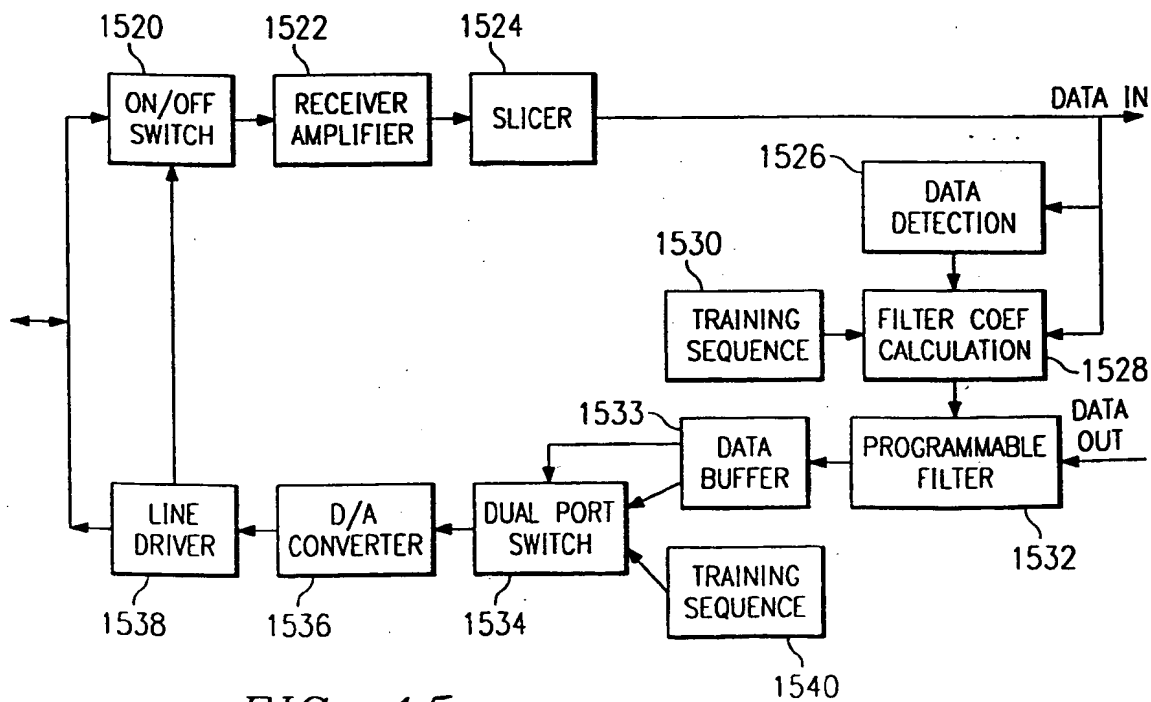 1520
1522
1524
ON/OFF
SWITCH
RECEIVER
AMPLIFIER
SLICER
DATA IN
1526
DATA
DETECTION
1530
TRAINING
SEQUENCE
FILTER COEF
CALCULATION
1528
1533
DATA
OUT
DATA
BUFFER
PROGRAMMABLE
FILTER
LINE
DRIVER
D/A
CONVERTER
DUAL PORT
SWITCH
1532
TRAINING
SEQUENCE
1538
1536
1534
1540